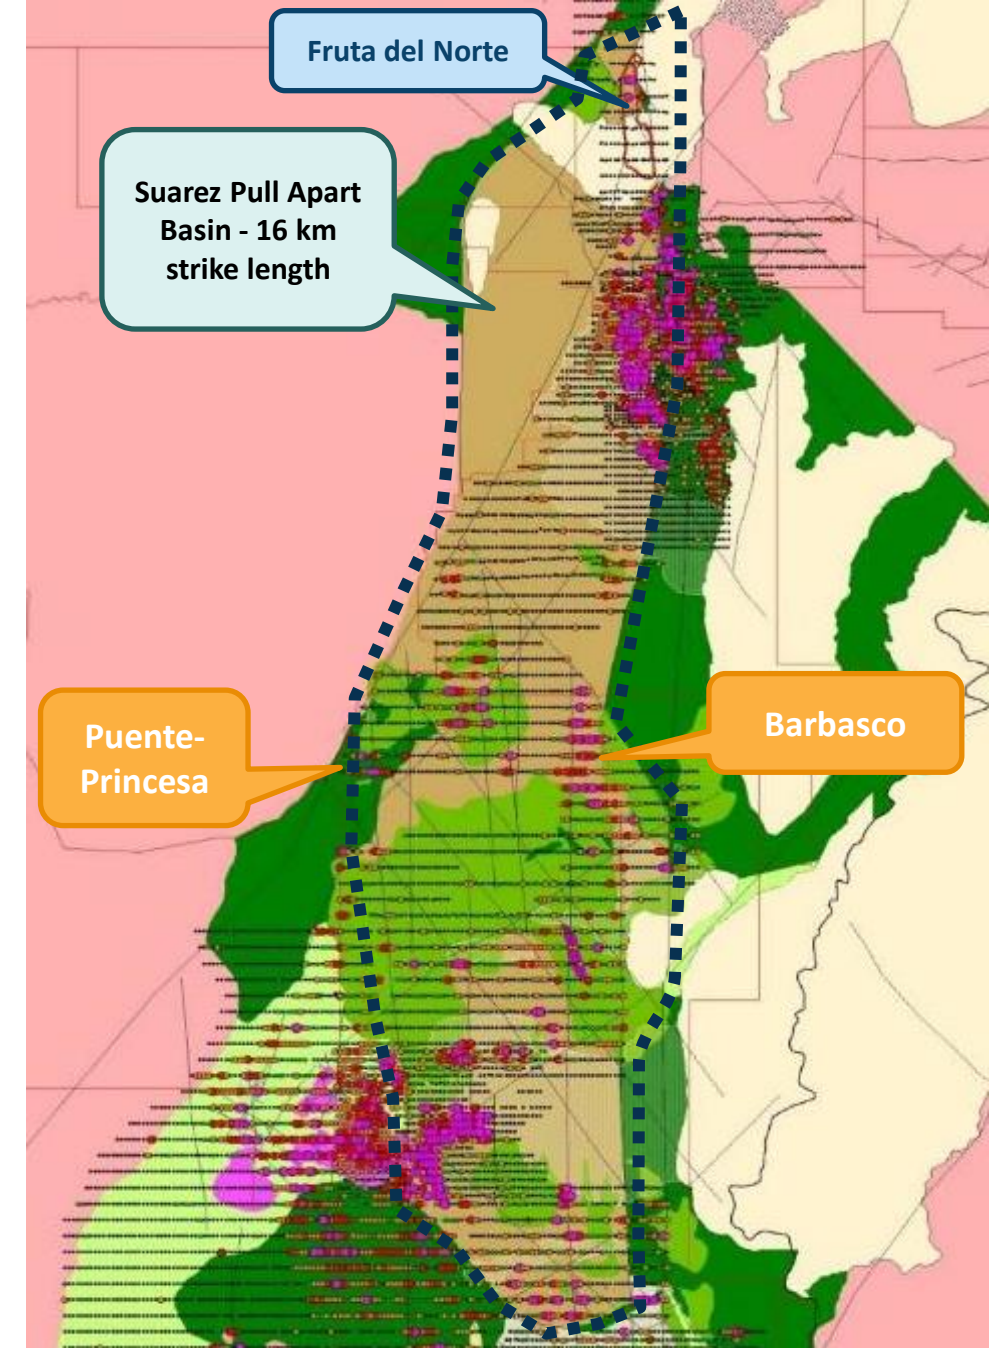 Fruta del Norte
Suarez Pull Apart
Basin - 16 km
strike length
Puente-
Princesa
Barbasco